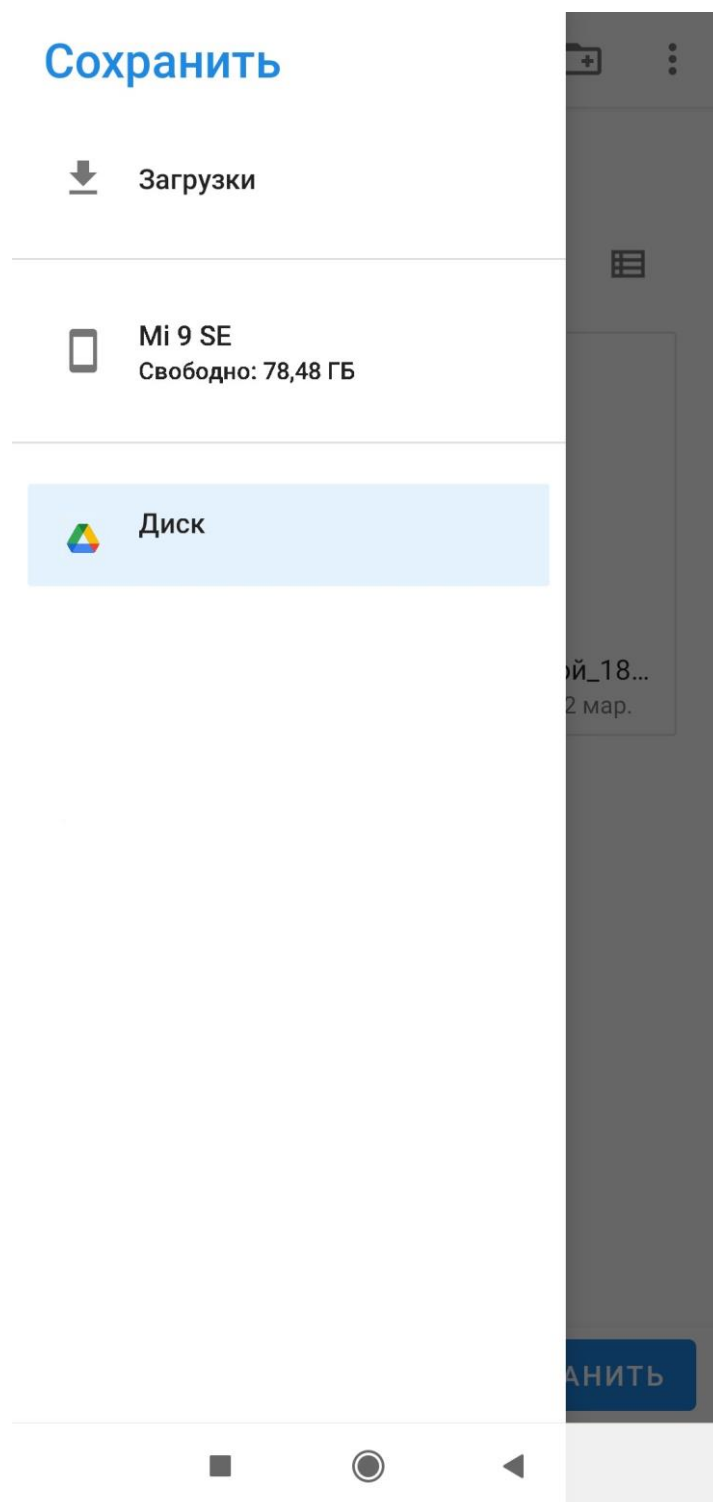 Сохранить
Загрузки
Mi 9 SE
Свободно: 78,48 ГБ
Диск
й_18...
2 мар.
АНИТЬ